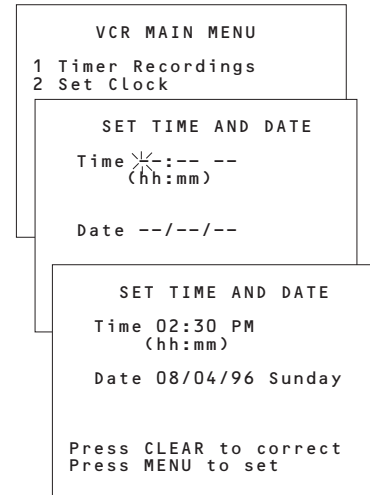 VCR MAIN MENU
1 Timer Recordings
2 Set Clock
SET TIME AND DATE
Time --:-- --
(hh:mm)
Date --/--/--
SET TIME AND DATE
Time 02:30 PM
(hh:mm)
Date 08/04/96 Sunday
Press CLEAR to correct
Press MENU to set